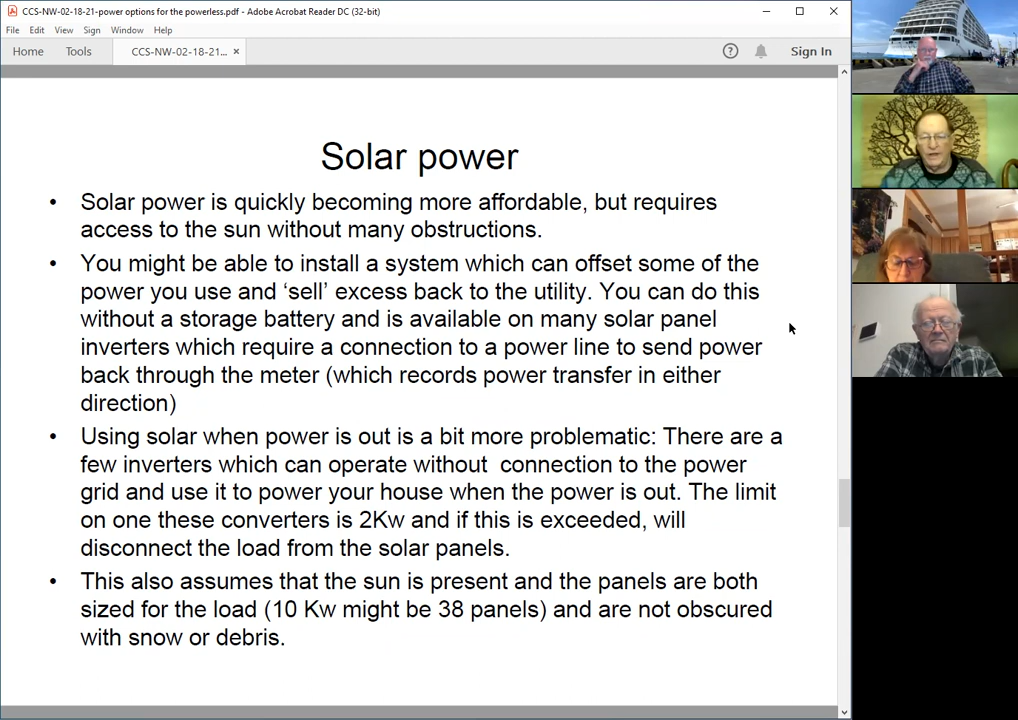 CCS-NW-02-18-21-power options for the powerless.pdf - Adobe Acrobat Reader DC (32-bit)
File Edit View Sign Window Help
Home Tools CCS-NW-02-18-21... × Sign In
Solar power
• Solar power is quickly becoming more affordable, but requires
access to the sun without many obstructions.
• You might be able to install a system which can offset some of the
power you use and ‘sell’ excess back to the utility. You can do this
without a storage battery and is available on many solar panel
inverters which require a connection to a power line to send power
back through the meter (which records power transfer in either
direction)
• Using solar when power is out is a bit more problematic: There are a
few inverters which can operate without connection to the power
grid and use it to power your house when the power is out. The limit
on one these converters is 2Kw and if this is exceeded, will
disconnect the load from the solar panels.
• This also assumes that the sun is present and the panels are both
sized for the load (10 Kw might be 38 panels) and are not obscured
with snow or debris.